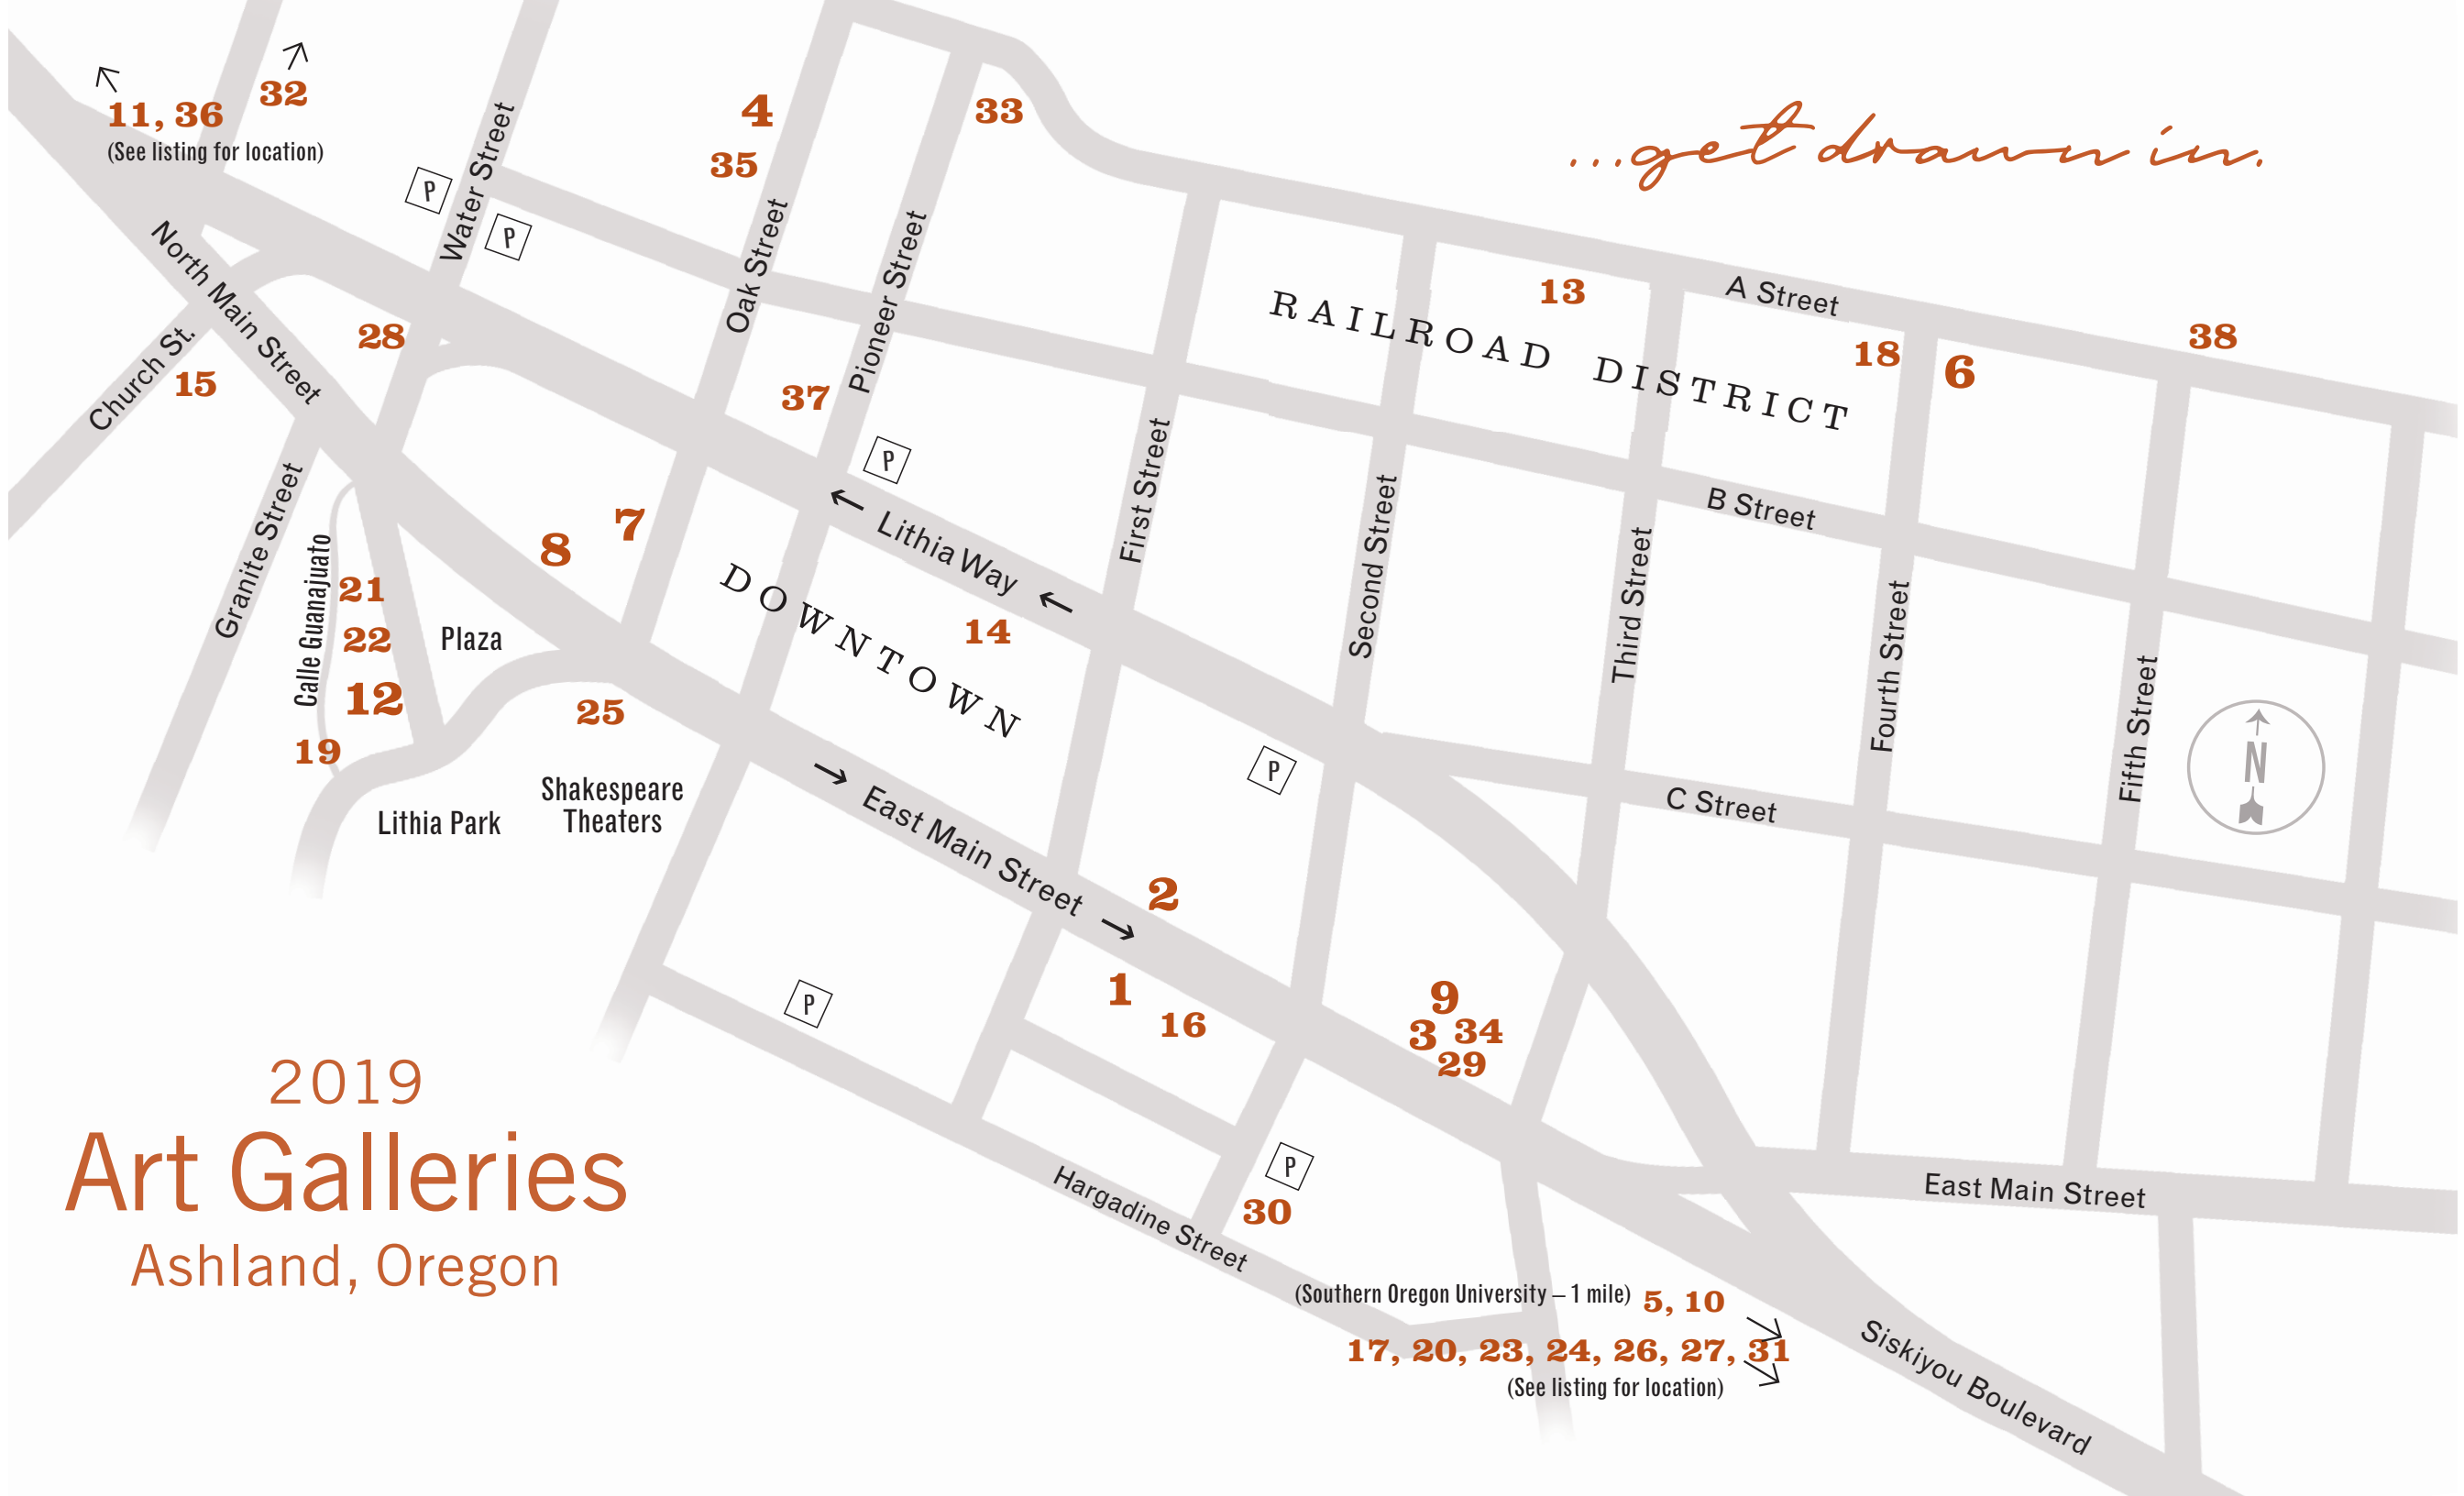 ...get drawn in.
32
11, 36
(See listing for location)
4
33
35
P
Water Street
P
North Main Street
Oak Street
Pioneer Street
RAILROAD DISTRICT
13
A Street
38
18
6
28
15
Church St.
37
P
First Street
B Street
Granite Street
Calle Guanajuato
8
7
← Lithia Way ←
DOWNTOWN
14
Second Street
Third Street
Fourth Street
Fifth Street
21
22
Plaza
12
25
19
Lithia Park
Shakespeare
Theaters
P
C Street
N
→ East Main Street →
2
P
1
16
9
3 34
29
P
30
Hargadine Street
East Main Street
2019
Art Galleries
Ashland, Oregon
(Southern Oregon University – 1 mile) 5, 10
17, 20, 23, 24, 26, 27, 31
(See listing for location)
Siskiyou Boulevard